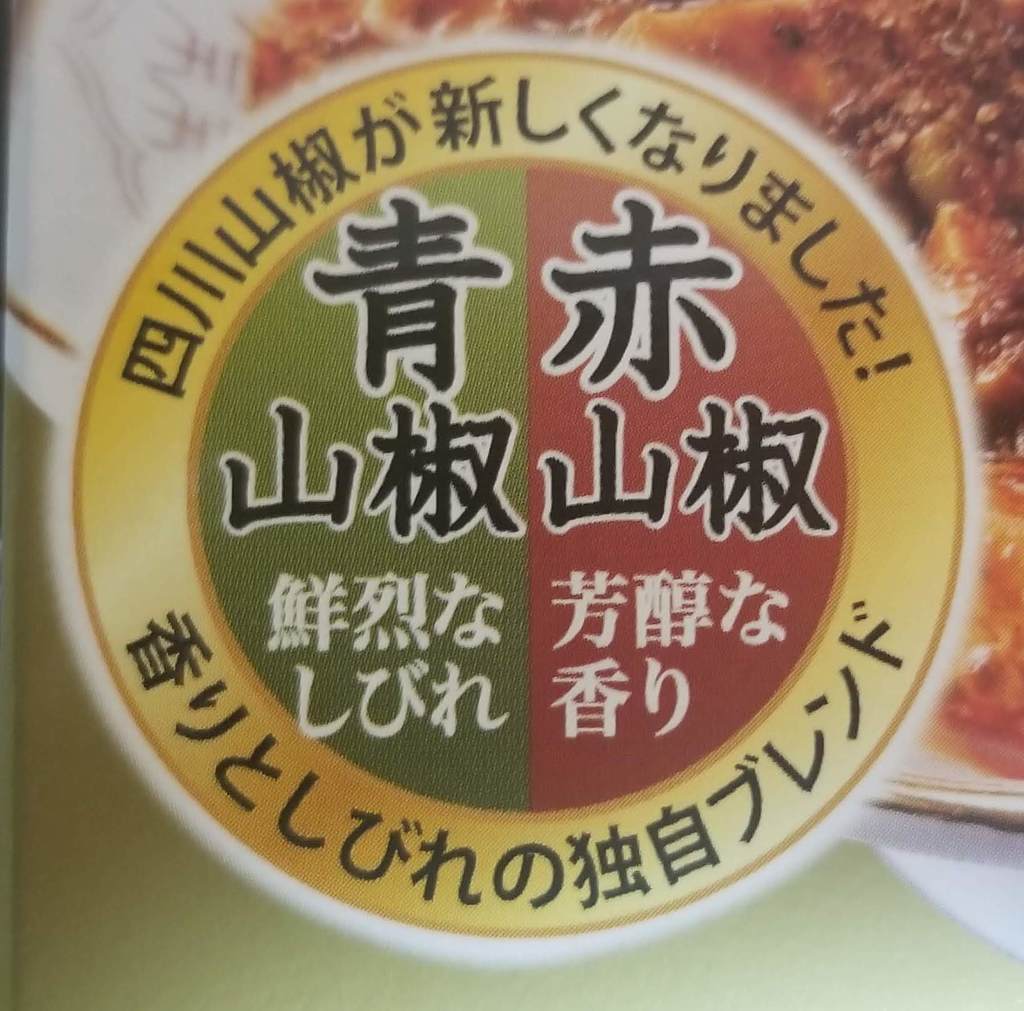 四川山椒が新しくなりました!
青
山椒
鮮烈な
しびれ
赤
山椒
芳醇な
香り
香りとしびれの独自ブレンド